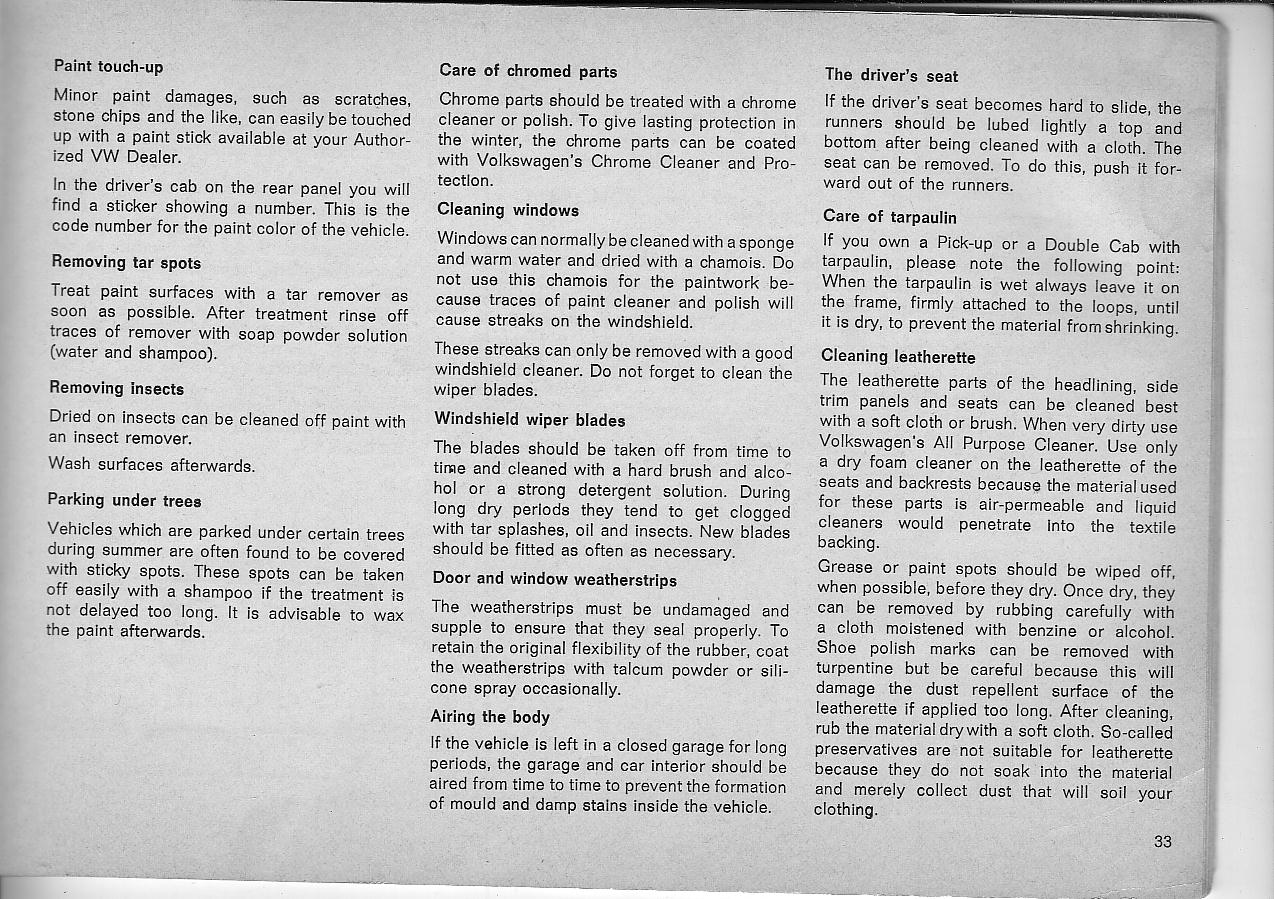 Paint touch-up
Minor paint damages, such as scratches,
stone chips and the like, can easily be touched
up with a paint stick available at your Author-
ized VW Dealer.
In the driver's cab on the rear panel you will
find a sticker showing a number. This is the
code number for the paint color of the vehicle.
Removing tar spots
Treat paint surfaces with a tar remover as
soon as possible. After treatment rinse off
traces of remover with soap powder solution
(water and shampoo).
Removing insects
Dried on insects can be cleaned off paint with
an insect remover.
Wash surfaces afterwards.
Parking under trees
Vehicles which are parked under certain trees
during summer are often found to be covered
with sticky spots. These spots can be taken
off easily with a shampoo if the treatment is
not delayed too long. It is advisable to wax
the paint afterwards.
Care of chromed parts
Chrome parts should be treated with a chrome
cleaner or polish. To give lasting protection in
the winter, the chrome parts can be coated
with Volkswagen's Chrome Cleaner and Pro-
tection.
Cleaning windows
Windows can normally be cleaned with a sponge
and warm water and dried with a chamois. Do
not use this chamois for the paintwork be-
cause traces of paint cleaner and polish will
cause streaks on the windshield.
These streaks can only be removed with a good
windshield cleaner. Do not forget to clean the
wiper blades.
Windshield wiper blades
The blades should be taken off from time to
time and cleaned with a hard brush and alco-
hol or a strong detergent solution. During
long dry periods they tend to get clogged
with tar splashes, oil and insects. New blades
should be fitted as often as necessary.
Door and window weatherstrips
The weatherstrips must be undamaged and
supple to ensure that they seal properly. To
retain the original flexibility of the rubber, coat
the weatherstrips with talcum powder or sili-
cone spray occasionally.
Airing the body
If the vehicle is left in a closed garage for long
periods, the garage and car interior should be
aired from time to time to prevent the formation
of mould and damp stains inside the vehicle.
The driver's seat
If the driver's seat becomes hard to slide, the
runners should be lubed lightly a top and
bottom after being cleaned with a cloth. The
seat can be removed. To do this, push it for-
ward out of the runners.
Care of tarpaulin
If you own a Pick-up or a Double Cab with
tarpaulin, please note the following point:
When the tarpaulin is wet always leave it on
the frame, firmly attached to the loops, until
it is dry, to prevent the material from shrinking.
Cleaning leatherette
The leatherette parts of the headlining, side
trim panels and seats can be cleaned best
with a soft cloth or brush. When very dirty use
Volkswagen's All Purpose Cleaner. Use only
a dry foam cleaner on the leatherette of the
seats and backrests because the material used
for these parts is air-permeable and liquid
cleaners would penetrate into the textile
backing.
Grease or paint spots should be wiped off,
when possible, before they dry. Once dry, they
can be removed by rubbing carefully with
a cloth moistened with benzine or alcohol.
Shoe polish marks can be removed with
turpentine but be careful because this will
damage the dust repellent surface of the
leatherette if applied too long. After cleaning,
rub the material dry with a soft cloth. So-called
preservatives are not suitable for leatherette
because they do not soak into the material
and merely collect dust that will soil your
clothing.
33